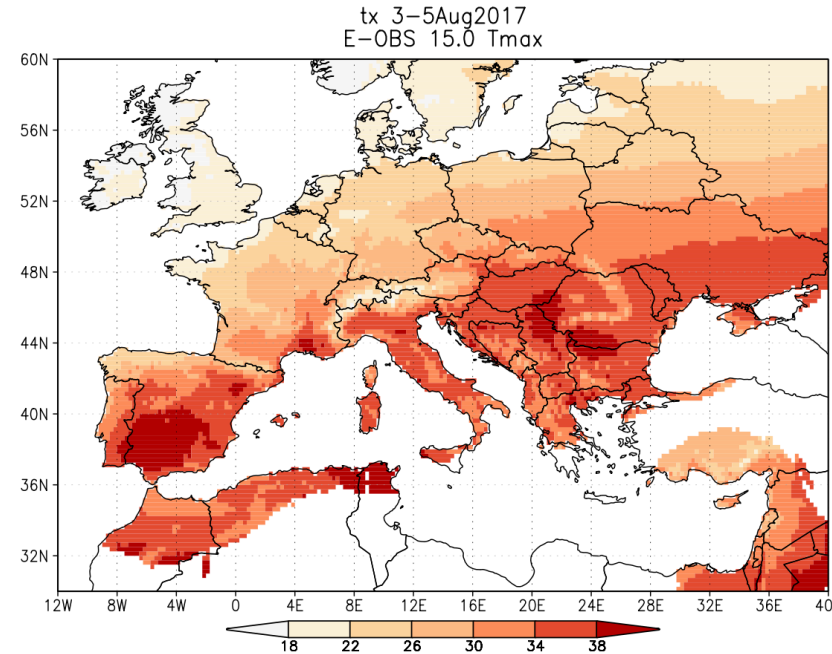 tx 3-5Aug2017
E-OBS 15.0 Tmax
60N
56N
52N
48N
44N
40N
36N
32N
12W 8W 4W 0 4E 8E 12E 16E 20E 24E 28E 32E 36E 40
18 22 26 30 34 38